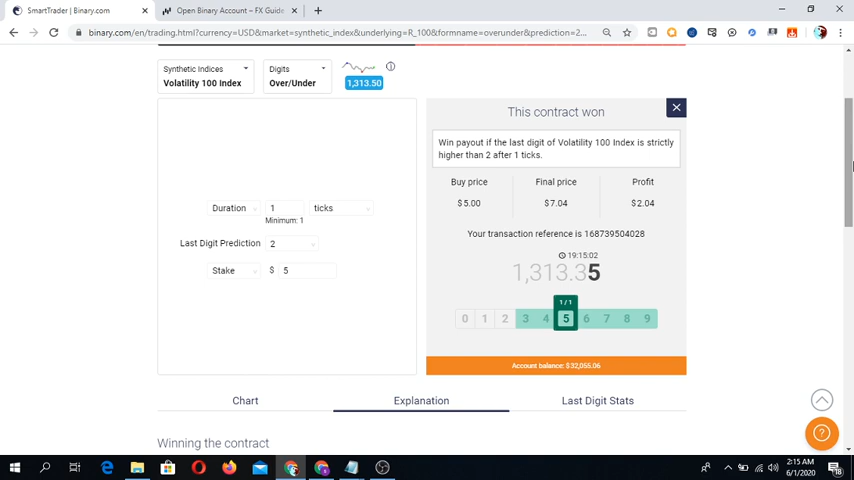 SmartTrader | Binary.com
Open Binary Account – FX Guide
binary.com/en/trading.html?currency=USD&market=synthetic_index&underlying=R_100&formname=overunder&prediction=2...
Synthetic Indices
Volatility 100 Index
Digits
Over/Under
1,313.50
This contract won
Win payout if the last digit of Volatility 100 Index is strictly
higher than 2 after 1 ticks.
Buy price Final price Profit
$5.00 $7.04 $2.04
Your transaction reference is 168739504028
19:15:02
1,313.35
1/1
0 1 2 3 4 5 6 7 8 9
Account balance: $32,055.06
Duration 1 ticks
Minimum: 1
Last Digit Prediction 2
Stake $ 5
Chart Explanation Last Digit Stats
Winning the contract
2:15 AM
6/1/2020